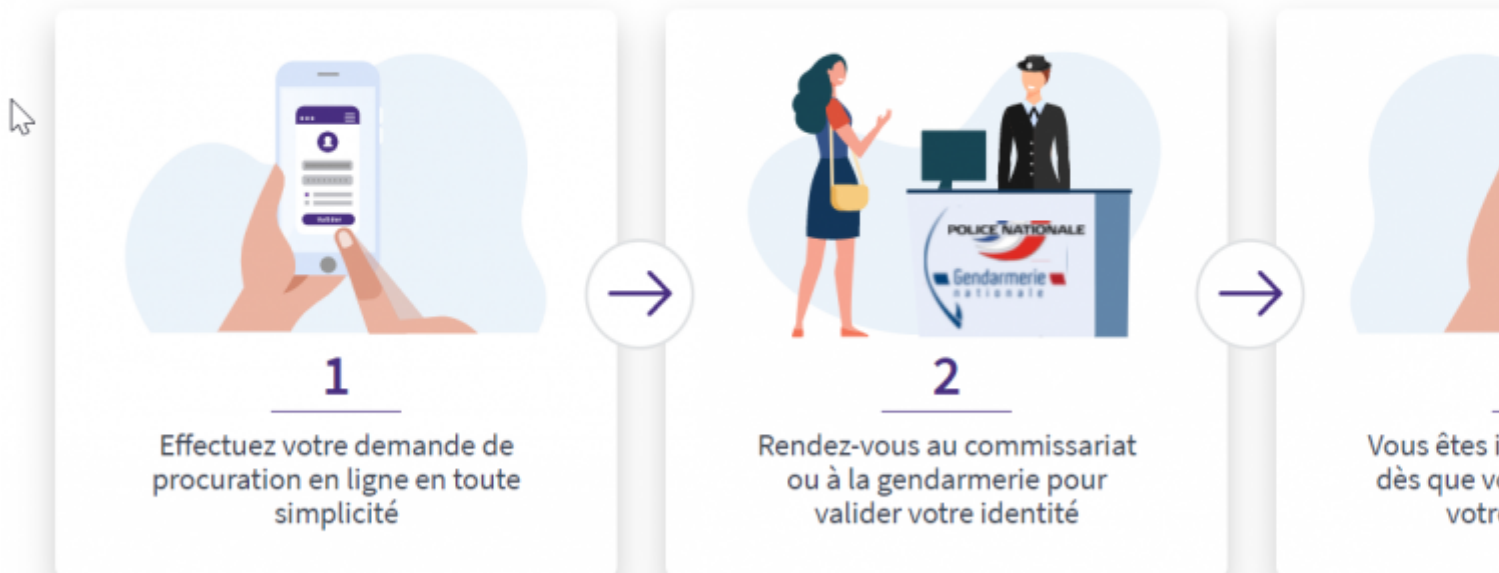 POLICE NATIONALE
Gendarmerie
nationale
1
Effectuez votre demande de
procuration en ligne en toute
simplicité
2
Rendez-vous au commissariat
ou à la gendarmerie pour
valider votre identité
Vous êtes
dès que